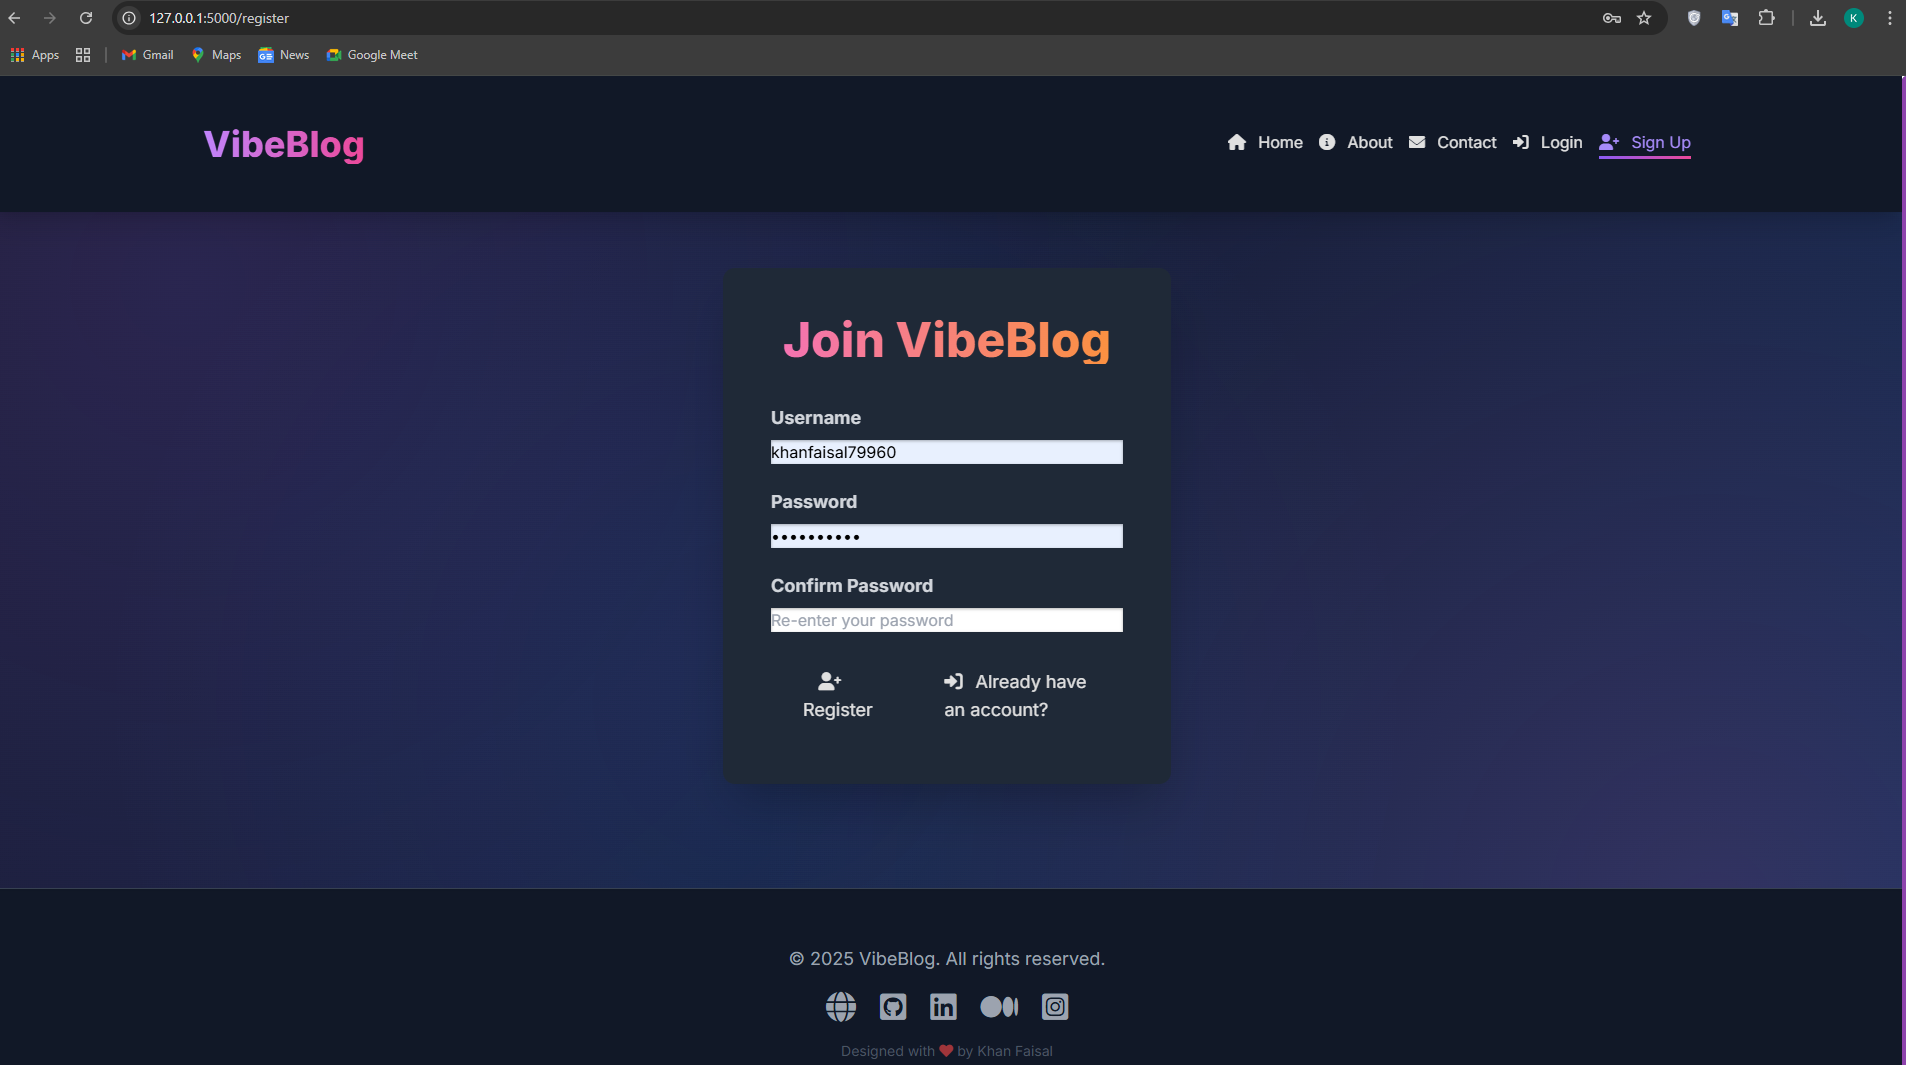 127.0.0.1:5000/register
K
Apps Gmail Maps News Google Meet
VibeBlog
Home About Contact Login Sign Up
Join VibeBlog
Username
khanfaisal79960
Password
Confirm Password
Re-enter your password
Register
Already have
an account?
© 2025 VibeBlog. All rights reserved.
in
Designed with ❤ by Khan Faisal